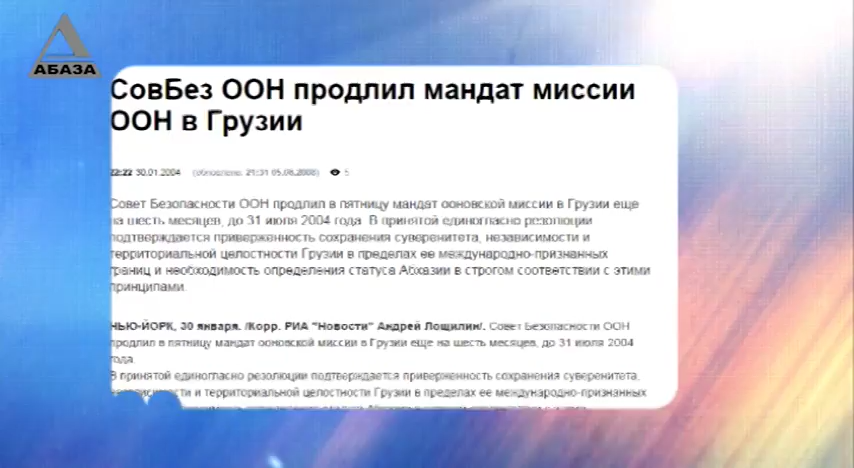 АБАЗА
СовБез ООН продлил мандат миссии
ООН в Грузии
22:22 30.01.2004 (обновлено: 21:31 05.06.2008) 5
Совет Безопасности ООН продлил в пятницу мандат ооновской миссии в Грузии еще
на шесть месяцев, до 31 июля 2004 года. В принятой единогласно резолюции
подтверждается приверженность сохранения суверенитета, независимости и
территориальной целостности Грузии в пределах ее международно-признанных
границ и необходимость определения статуса Абхазии в строгом соответствии с этими
принципами.
НЬЮ-ЙОРК, 30 января. /Корр. РИА "Новости" Андрей Лощилин/. Совет Безопасности ООН
продлил в пятницу мандат ооновской миссии в Грузии еще на шесть месяцев, до 31 июля 2004
года.
В принятой единогласно резолюции подтверждается приверженность сохранения суверенитета,
независимости и территориальной целостности Грузии в пределах ее международно-признанных